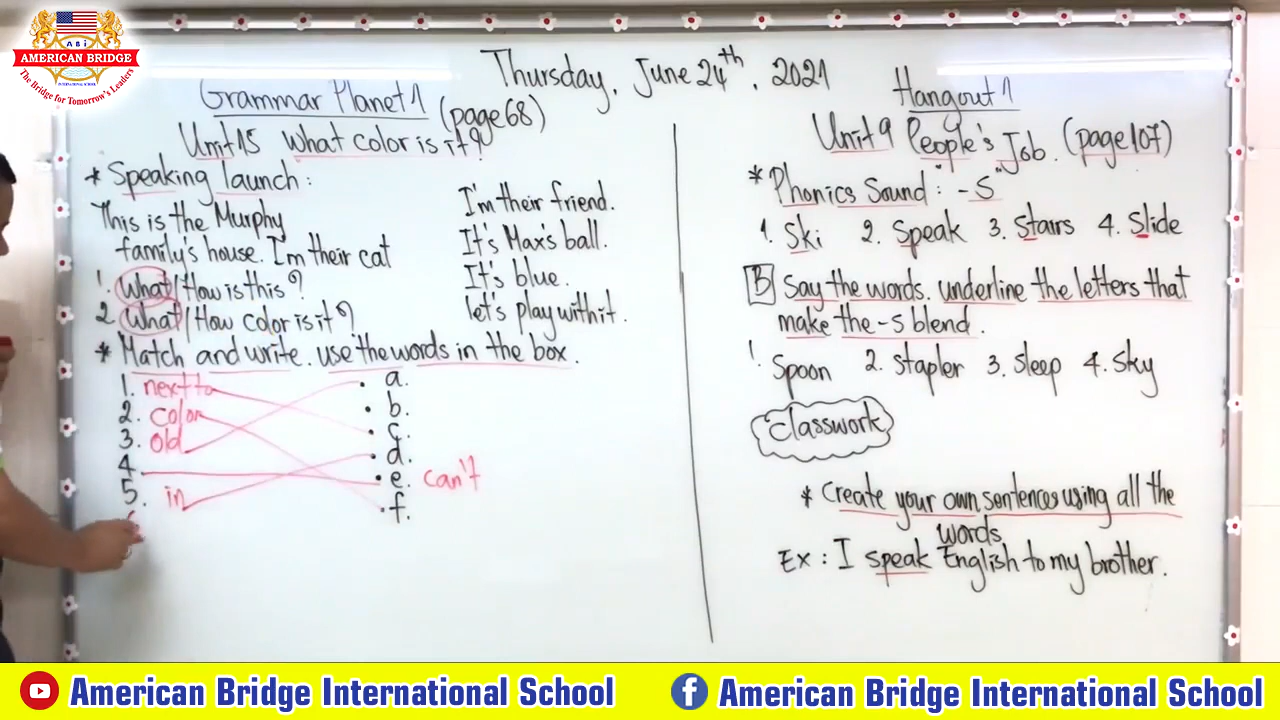 ABi
AMERICAN BRIDGE
INTERNATIONAL SCHOOL
The Bridge for Tomorrow's Leaders
Thursday, June 24th, 2021
Grammar Planet 1 (page 68)
Unit 15 What color is it?
* Speaking launch:
This is the Murphy
family's house. I'm their cat
1. What/How is this?
2. What/How color is it?
I'm their friend.
It's Max's ball.
It's blue.
let's play with it.
* Match and write. use the words in the box.
1. next to a.
2. color b.
3. old c.
4. d.
5. in e. can't
f.
Hangout 1
Unit 9 People's Job. (page 107)
* Phonics Sound: "-S"
1. Ski 2. Speak 3. Stairs 4. Slide
B Say the words. underline the letters that
make the -s blend.
1. Spoon 2. Stapler 3. Sleep 4. Sky
Classwork
* Create your own sentences using all the
words
Ex: I speak English to my brother.
American Bridge International School
American Bridge International School